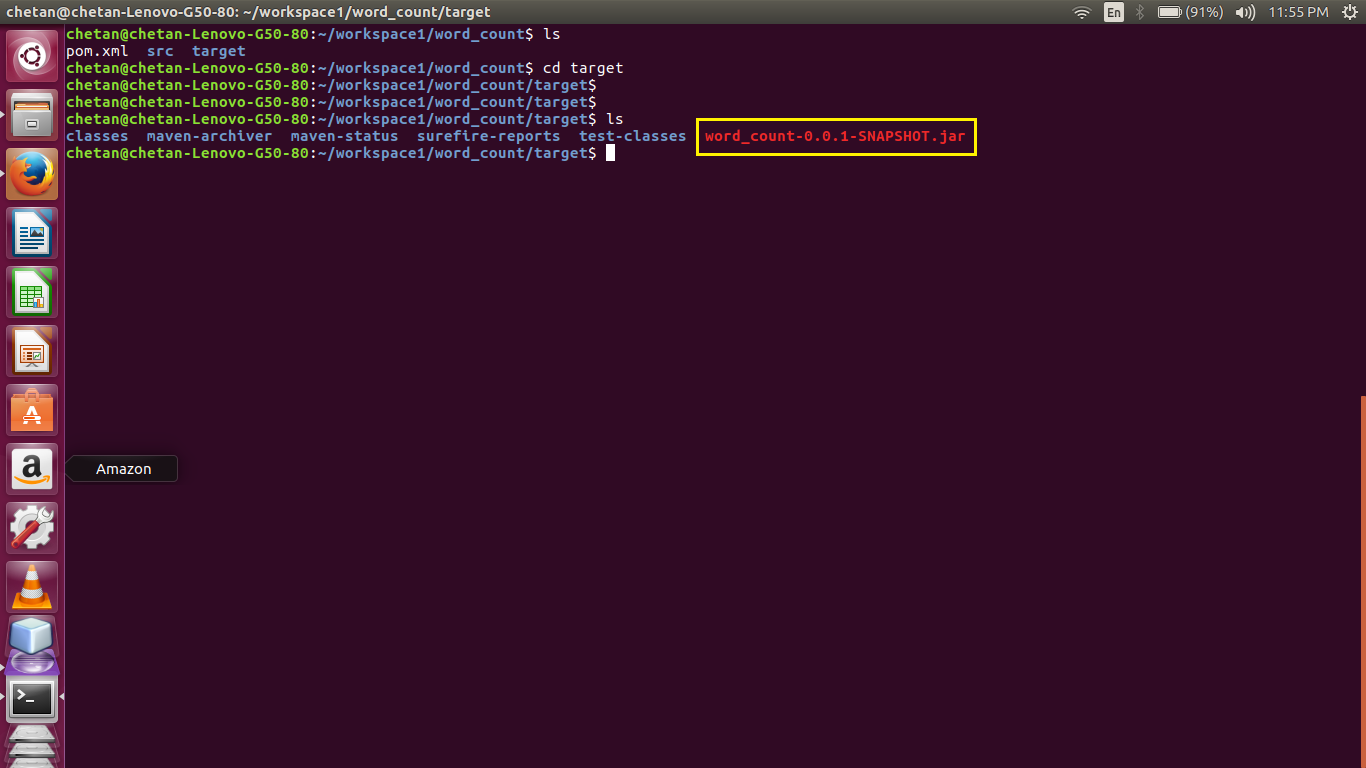 chetan@chetan-Lenovo-G50-80: ~/workspace1/word_count/target En (91%) 11:55 PM
chetan@chetan-Lenovo-G50-80:~/workspace1/word_count$ ls
pom.xml src target
chetan@chetan-Lenovo-G50-80:~/workspace1/word_count$ cd target
chetan@chetan-Lenovo-G50-80:~/workspace1/word_count/target$
chetan@chetan-Lenovo-G50-80:~/workspace1/word_count/target$
chetan@chetan-Lenovo-G50-80:~/workspace1/word_count/target$ ls
classes maven-archiver maven-status surefire-reports test-classes word_count-0.0.1-SNAPSHOT.jar
chetan@chetan-Lenovo-G50-80:~/workspace1/word_count/target$
Amazon